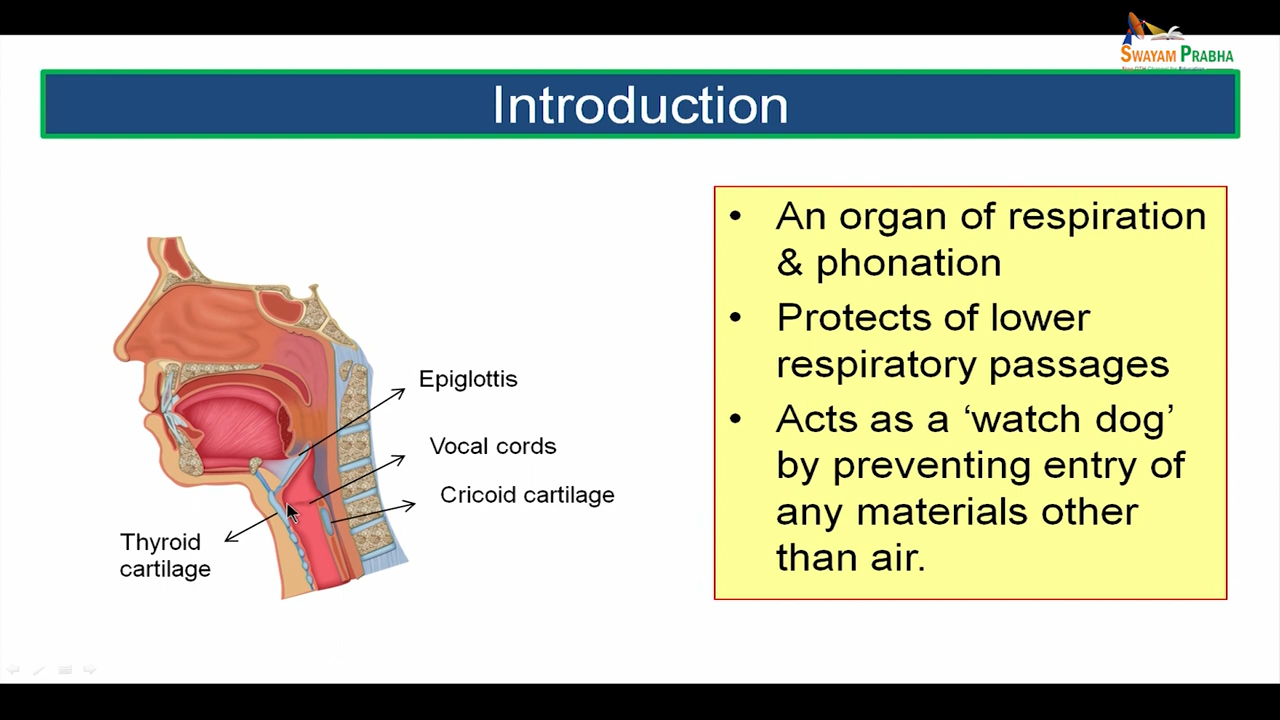 SWAYAM PRABHA
Introduction
Epiglottis
Vocal cords
Cricoid cartilage
Thyroid
cartilage
• An organ of respiration
& phonation
• Protects of lower
respiratory passages
• Acts as a ‘watch dog’
by preventing entry of
any materials other
than air.